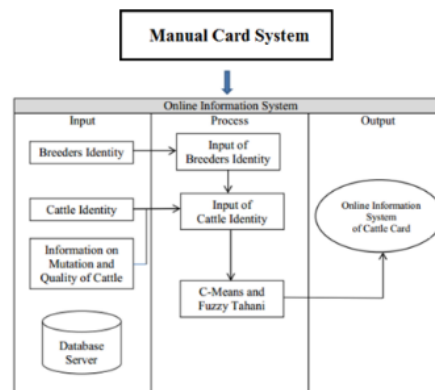 Manual Card System
Online Information System
Input
Process
Output
Breeders Identity
Input of
Breeders Identity
Cattle Identity
Input of
Cattle Identity
Online Information
System
of Cattle Card
Information on
Mutation and
Quality of Cattle
C-Means and
Fuzzy Tahani
Database
Server